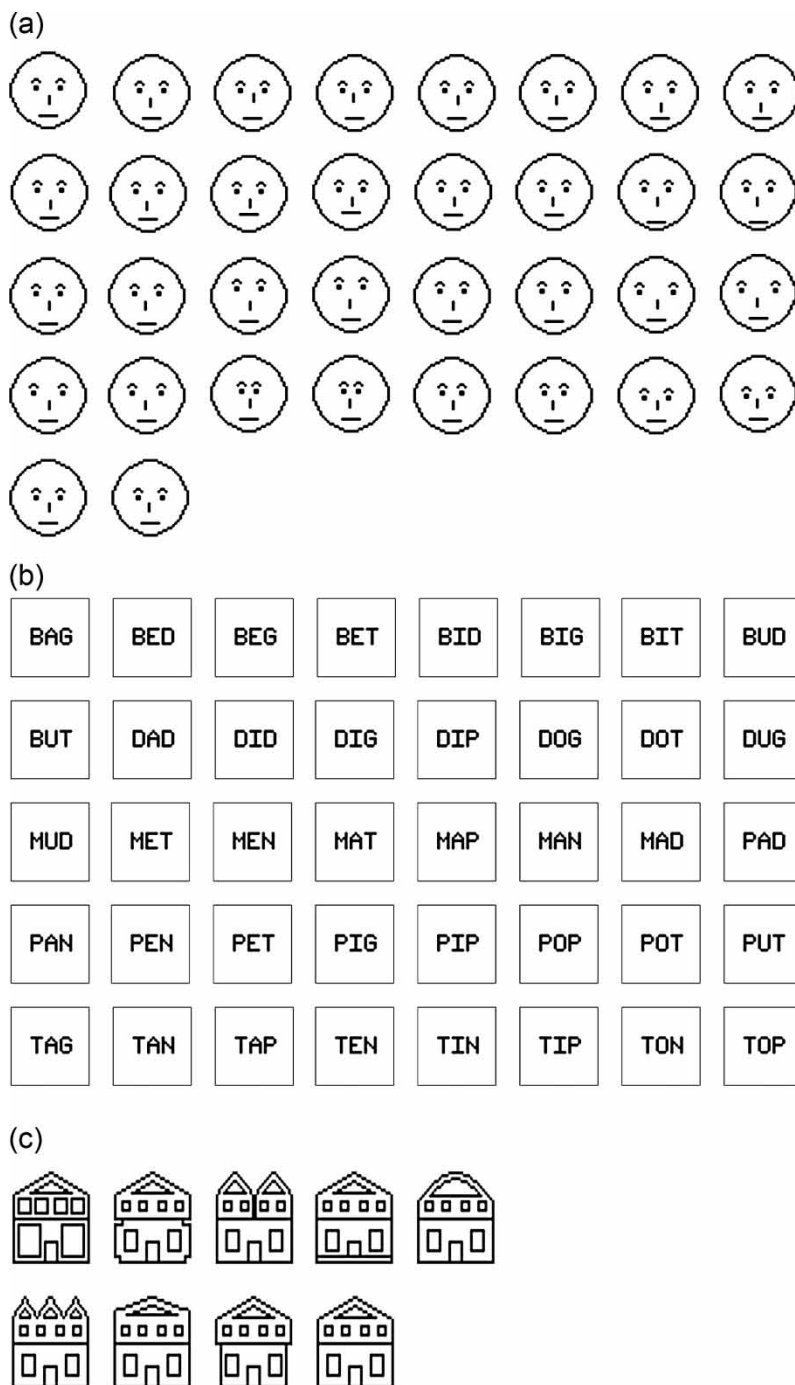 (a)
(b)
BAG BED BEG BET BID BIG BIT BUD
BUT DAD DID DIG DIP DOG DOT DUG
MUD MET MEN MAT MAP MAN MAD PAD
PAN PEN PET PIG PIP POP POT PUT
TAG TAN TAP TEN TIN TIP TON TOP
(c)